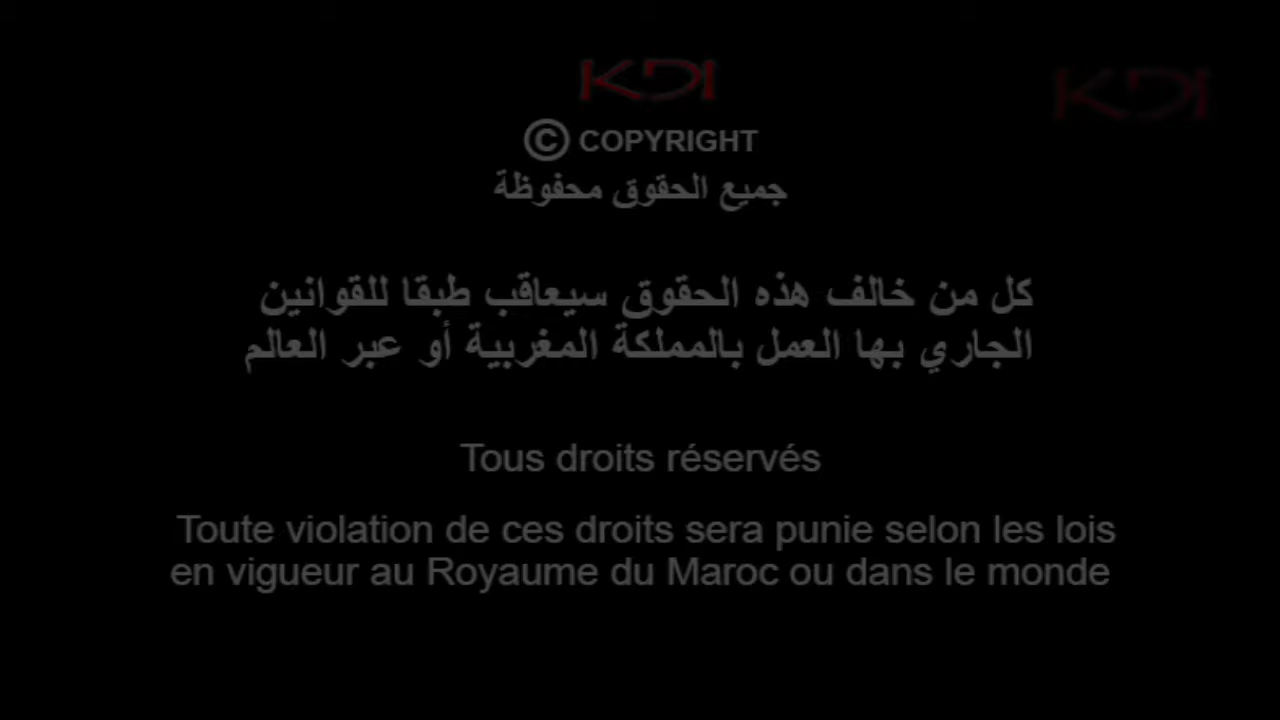 KDI
KDI
© COPYRIGHT
جميع الحقوق محفوظة
كل من خالف هذه الحقوق سيعاقب طبقا للقوانين
الجاري بها العمل بالمملكة المغربية أو عبر العالم
Tous droits réservés
Toute violation de ces droits sera punie selon les lois
en vigueur au Royaume du Maroc ou dans le monde